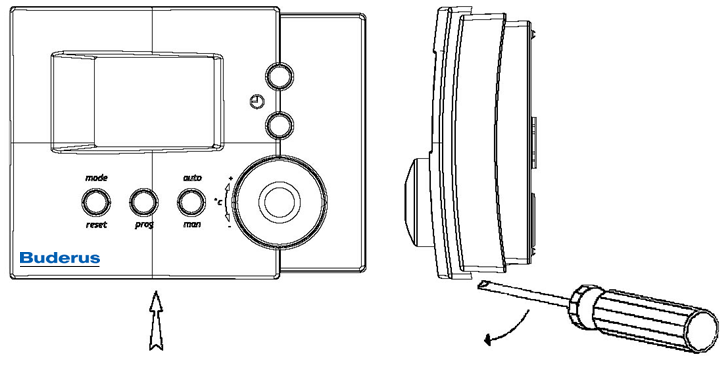 mode
auto
+
°c
-
reset
prog
man
Buderus